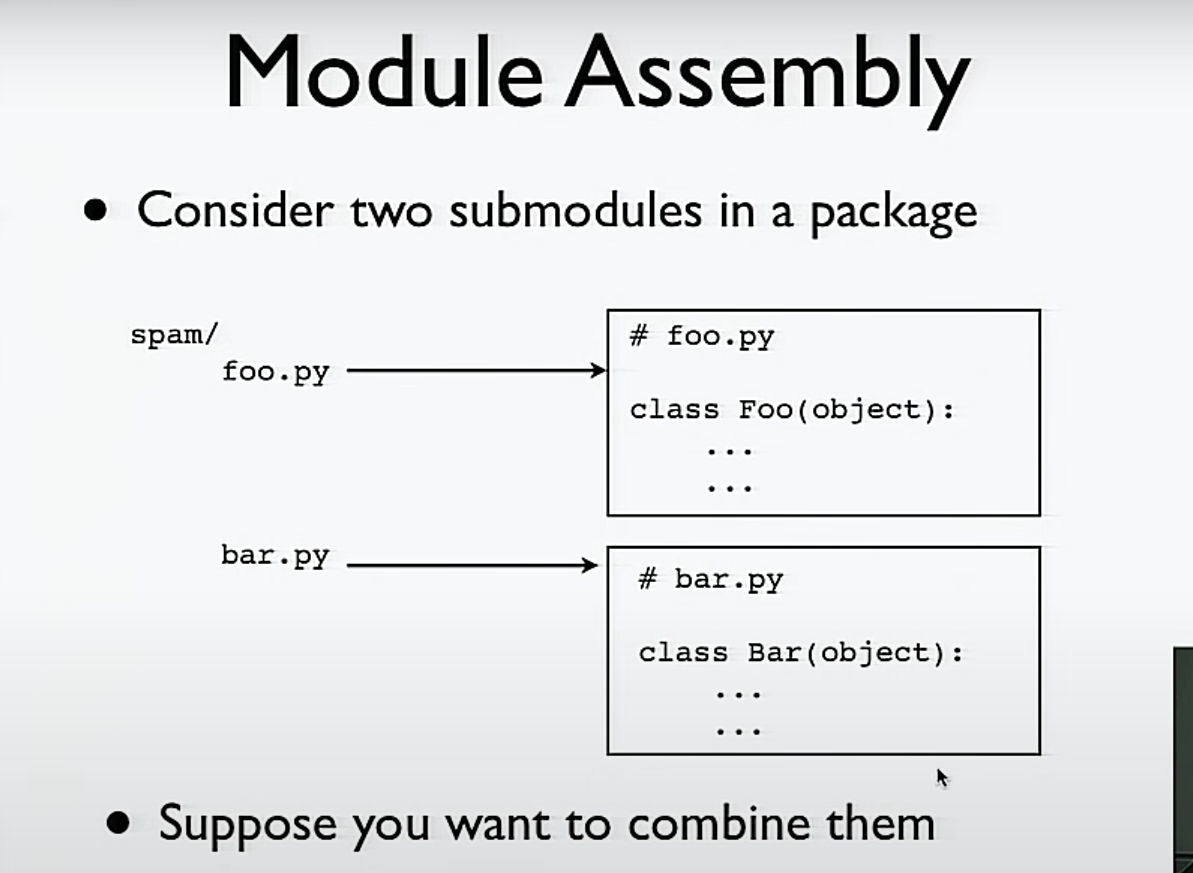 Module Assembly
• Consider two submodules in a package
spam/
foo.py
# foo.py
class Foo(object):
...
...
bar.py
# bar.py
class Bar(object):
...
...
• Suppose you want to combine them